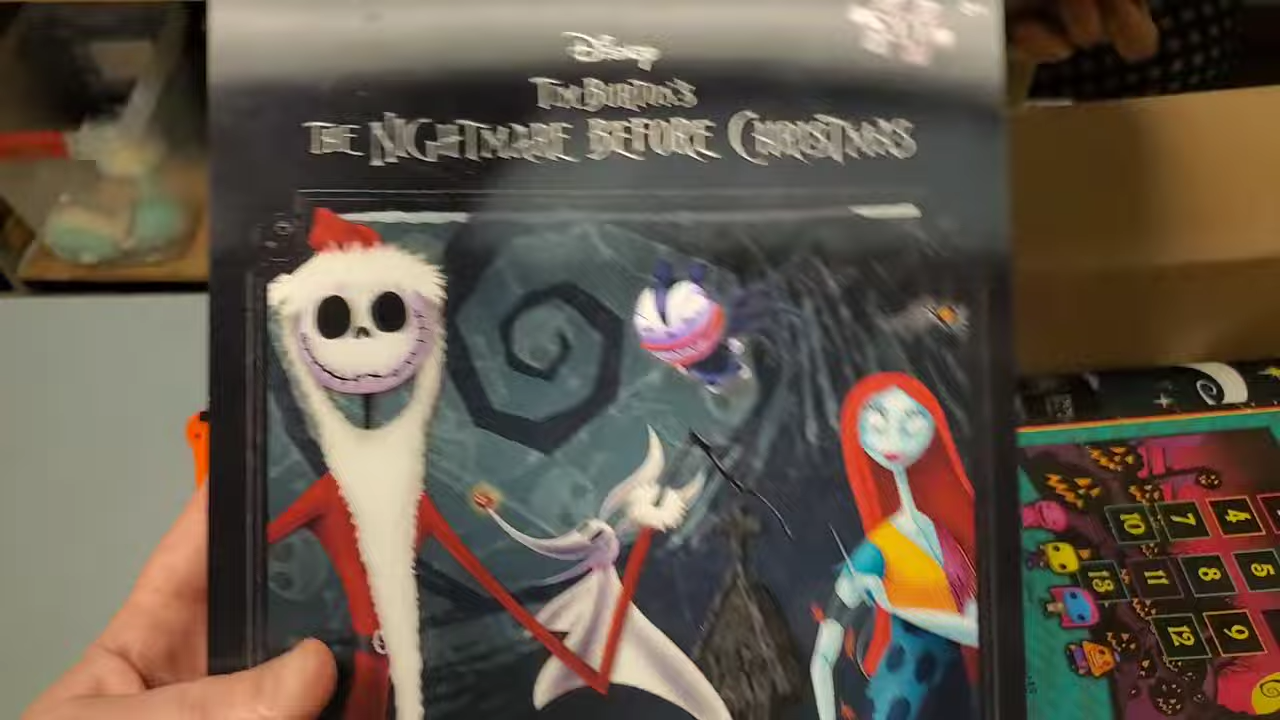 Disney
TIM BURTON'S
THE NIGHTMARE BEFORE CHRISTMAS
10 7 4
13 11 8 5
12 9